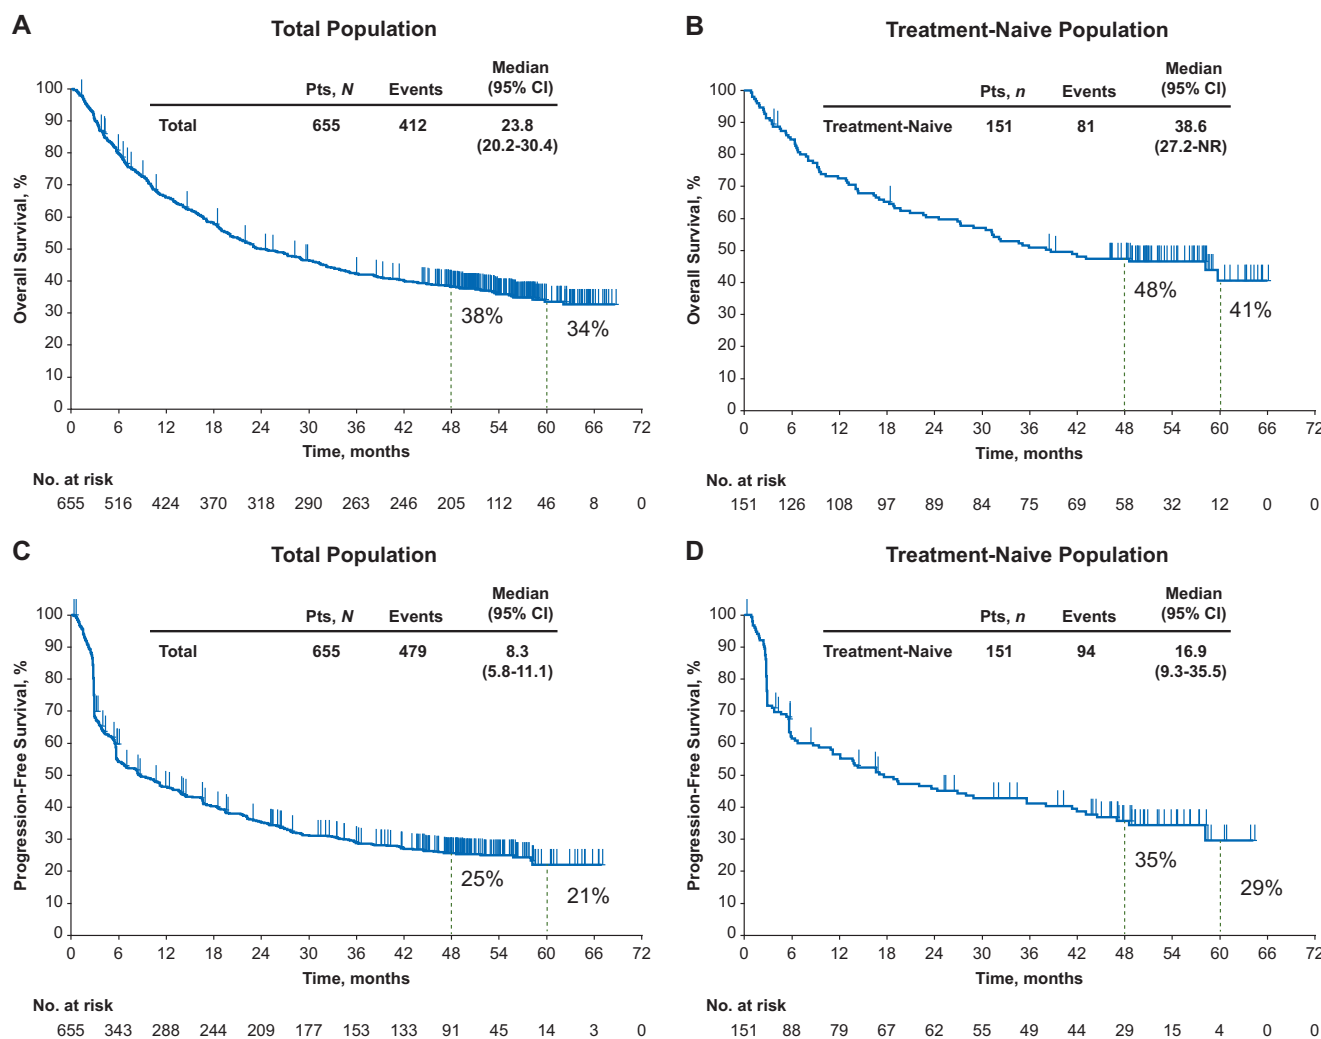 A
Total Population
Pts, N Events Median (95% CI)
Total 655 412 23.8
(20.2-30.4)
Overall Survival, %
100
90
80
70
60
50
40
30
20
10
0
38%
34%
0 6 12 18 24 30 36 42 48 54 60 66 72
Time, months
No. at risk
655 516 424 370 318 290 263 246 205 112 46 8 0
B
Treatment-Naive Population
Pts, n Events Median (95% CI)
Treatment-Naive 151 81 38.6
(27.2-NR)
Overall Survival, %
100
90
80
70
60
50
40
30
20
10
0
48%
41%
0 6 12 18 24 30 36 42 48 54 60 66 72
Time, months
No. at risk
151 126 108 97 89 84 75 69 58 32 12 0 0
C
Total Population
Pts, N Events Median (95% CI)
Total 655 479 8.3
(5.8-11.1)
Progression-Free Survival, %
100
90
80
70
60
50
40
30
20
10
0
25%
21%
0 6 12 18 24 30 36 42 48 54 60 66 72
Time, months
No. at risk
655 343 288 244 209 177 153 133 91 45 14 3 0
D
Treatment-Naive Population
Pts, n Events Median (95% CI)
Treatment-Naive 151 94 16.9
(9.3-35.5)
Progression-Free Survival, %
100
90
80
70
60
50
40
30
20
10
0
35%
29%
0 6 12 18 24 30 36 42 48 54 60 66 72
Time, months
No. at risk
151 88 79 67 62 55 49 44 29 15 4 0 0